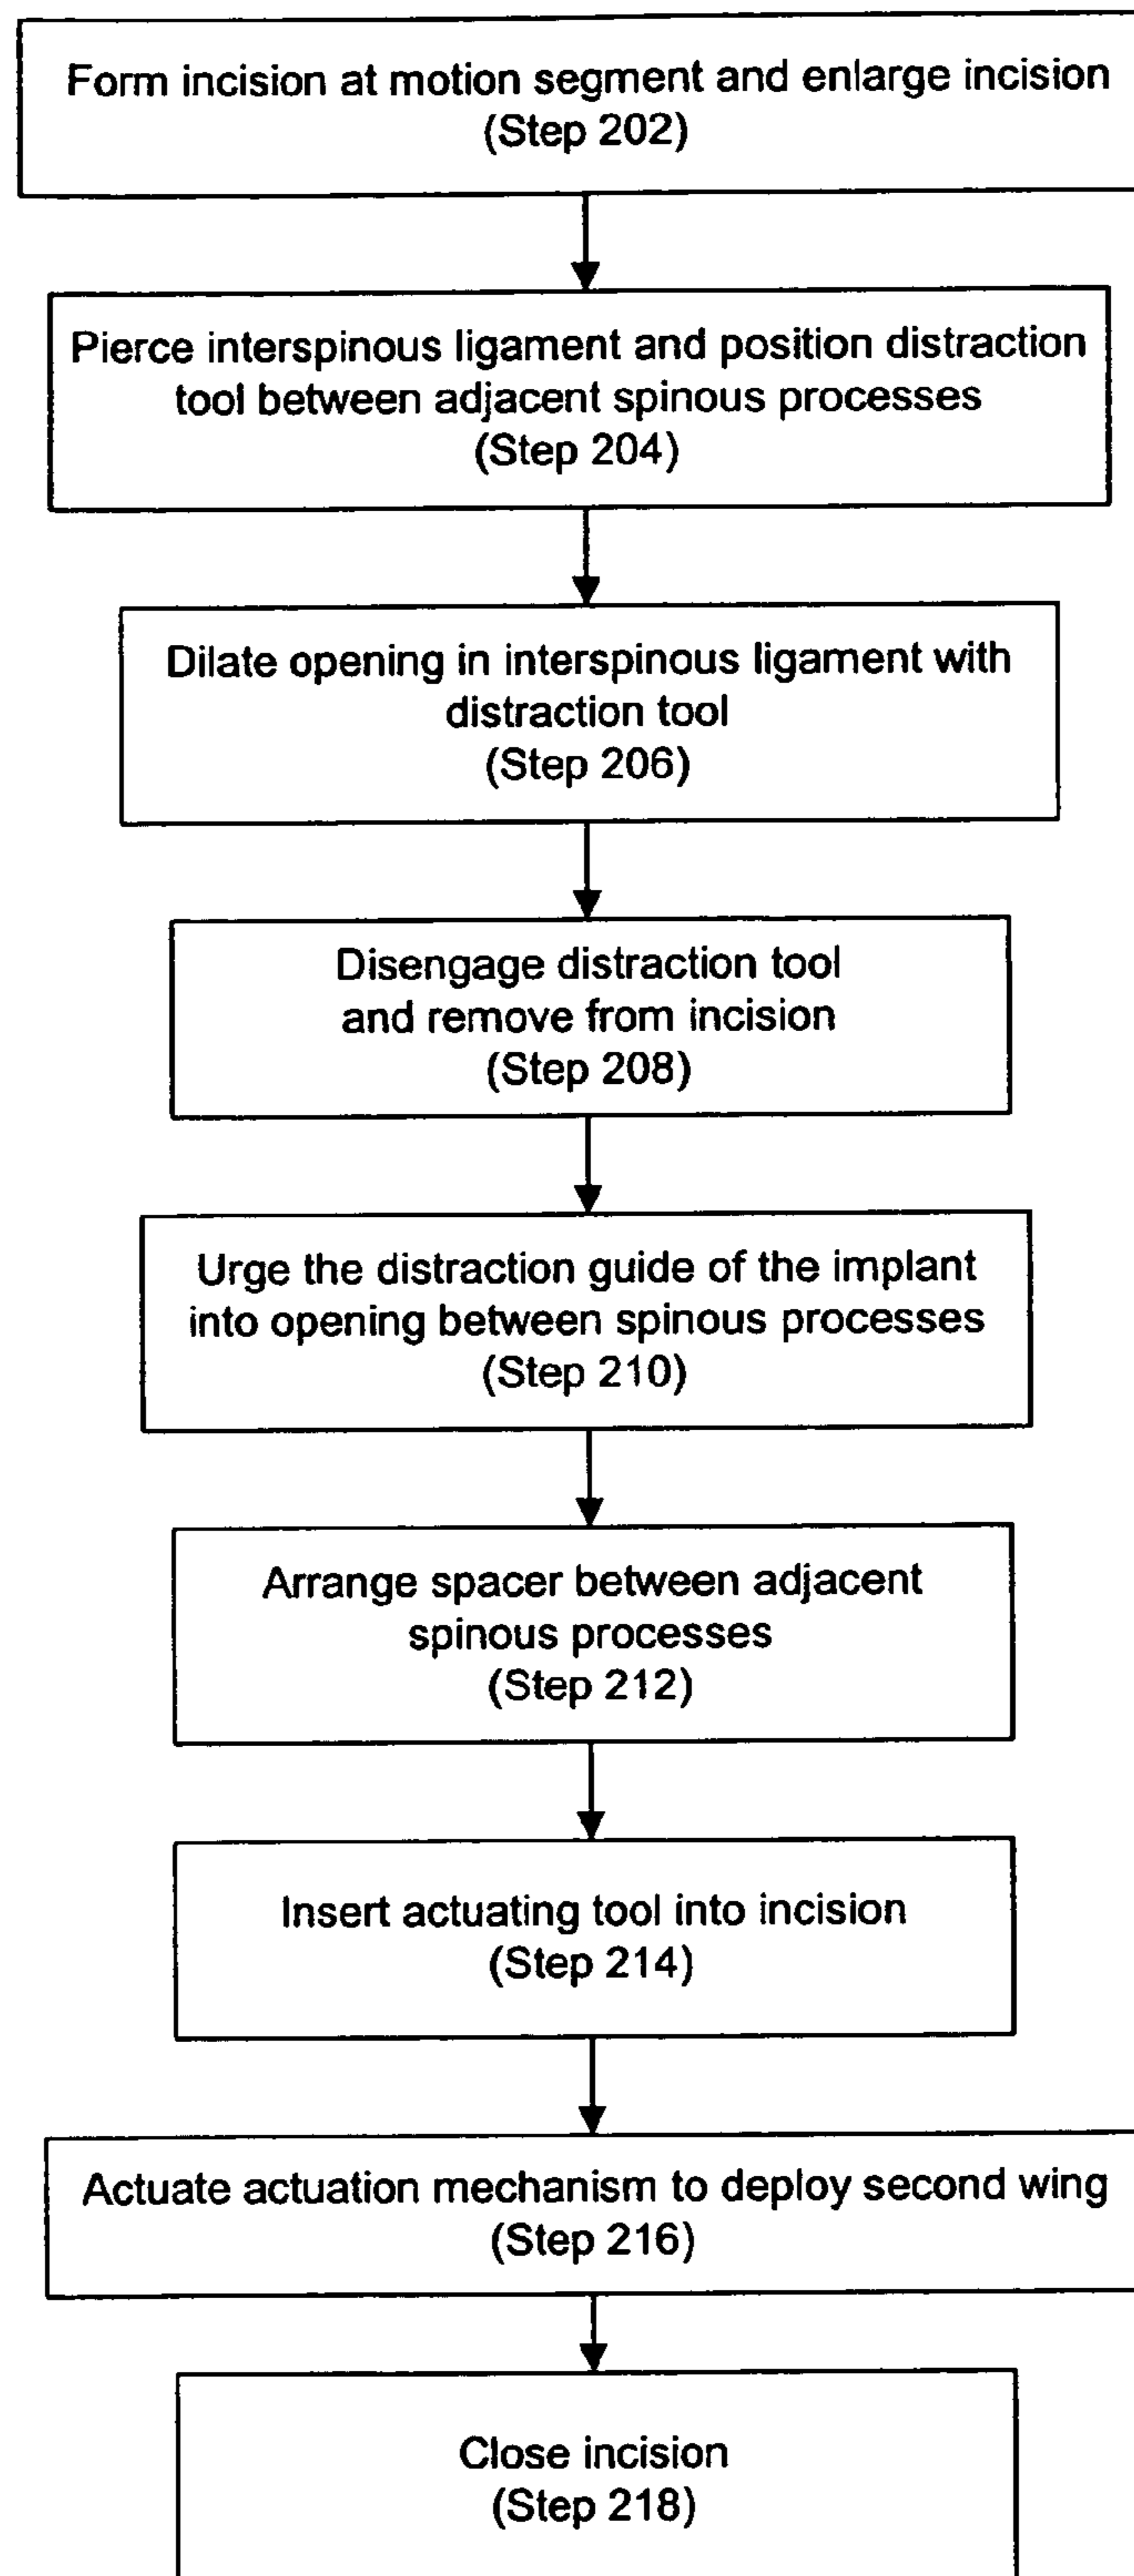 Form incision at motion segment and enlarge incision
(Step 202)
Pierce interspinous ligament and position distraction
tool between adjacent spinous processes
(Step 204)
Dilate opening in interspinous ligament with
distraction tool
(Step 206)
Disengage distraction tool
and remove from incision
(Step 208)
Urge the distraction guide of the implant
into opening between spinous processes
(Step 210)
Arrange spacer between adjacent
spinous processes
(Step 212)
Insert actuating tool into incision
(Step 214)
Actuate actuation mechanism to deploy second wing
(Step 216)
Close incision
(Step 218)